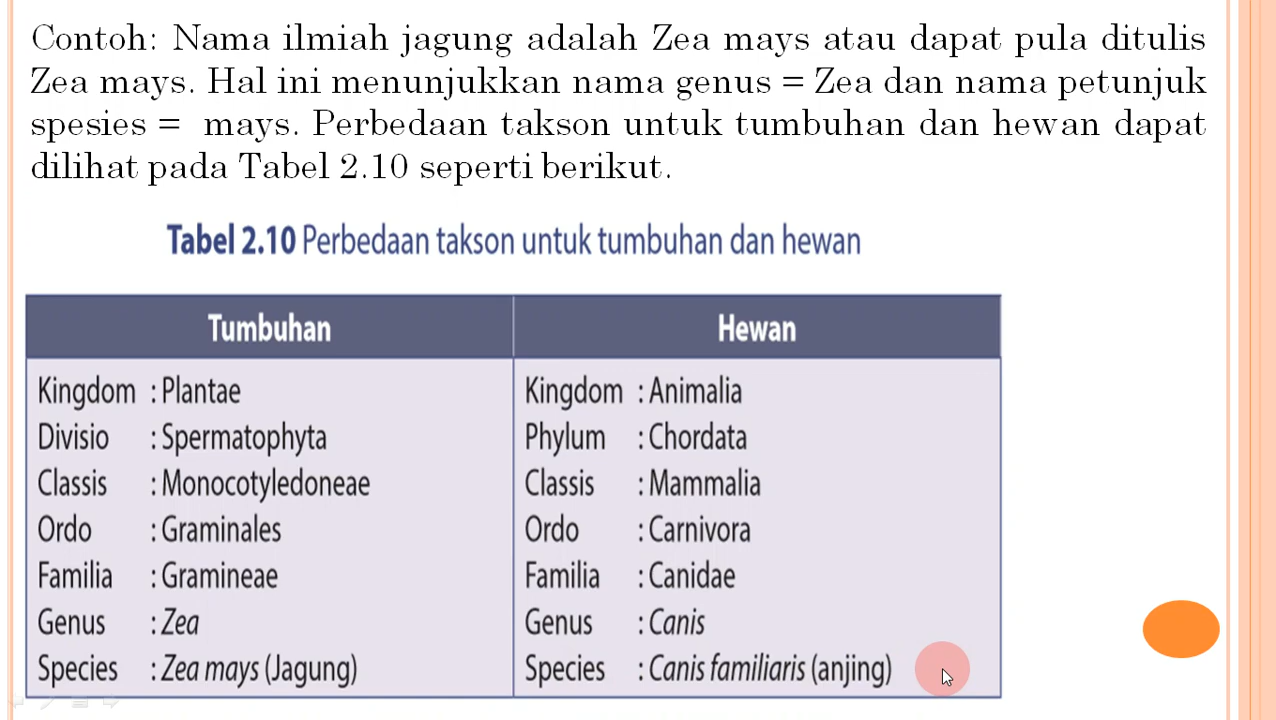 Contoh: Nama ilmiah jagung adalah Zea mays atau dapat pula ditulis
Zea mays. Hal ini menunjukkan nama genus = Zea dan nama petunjuk
spesies = mays. Perbedaan takson untuk tumbuhan dan hewan dapat
dilihat pada Tabel 2.10 seperti berikut.
Tabel 2.10 Perbedaan takson untuk tumbuhan dan hewan
Tumbuhan
Kingdom : Plantae
Divisio : Spermatophyta
Classis : Monocotyledoneae
Ordo : Graminales
Familia : Gramineae
Genus : Zea
Species : Zea mays (Jagung)
Hewan
Kingdom : Animalia
Phylum : Chordata
Classis : Mammalia
Ordo : Carnivora
Familia : Canidae
Genus : Canis
Species : Canis familiaris (anjing)